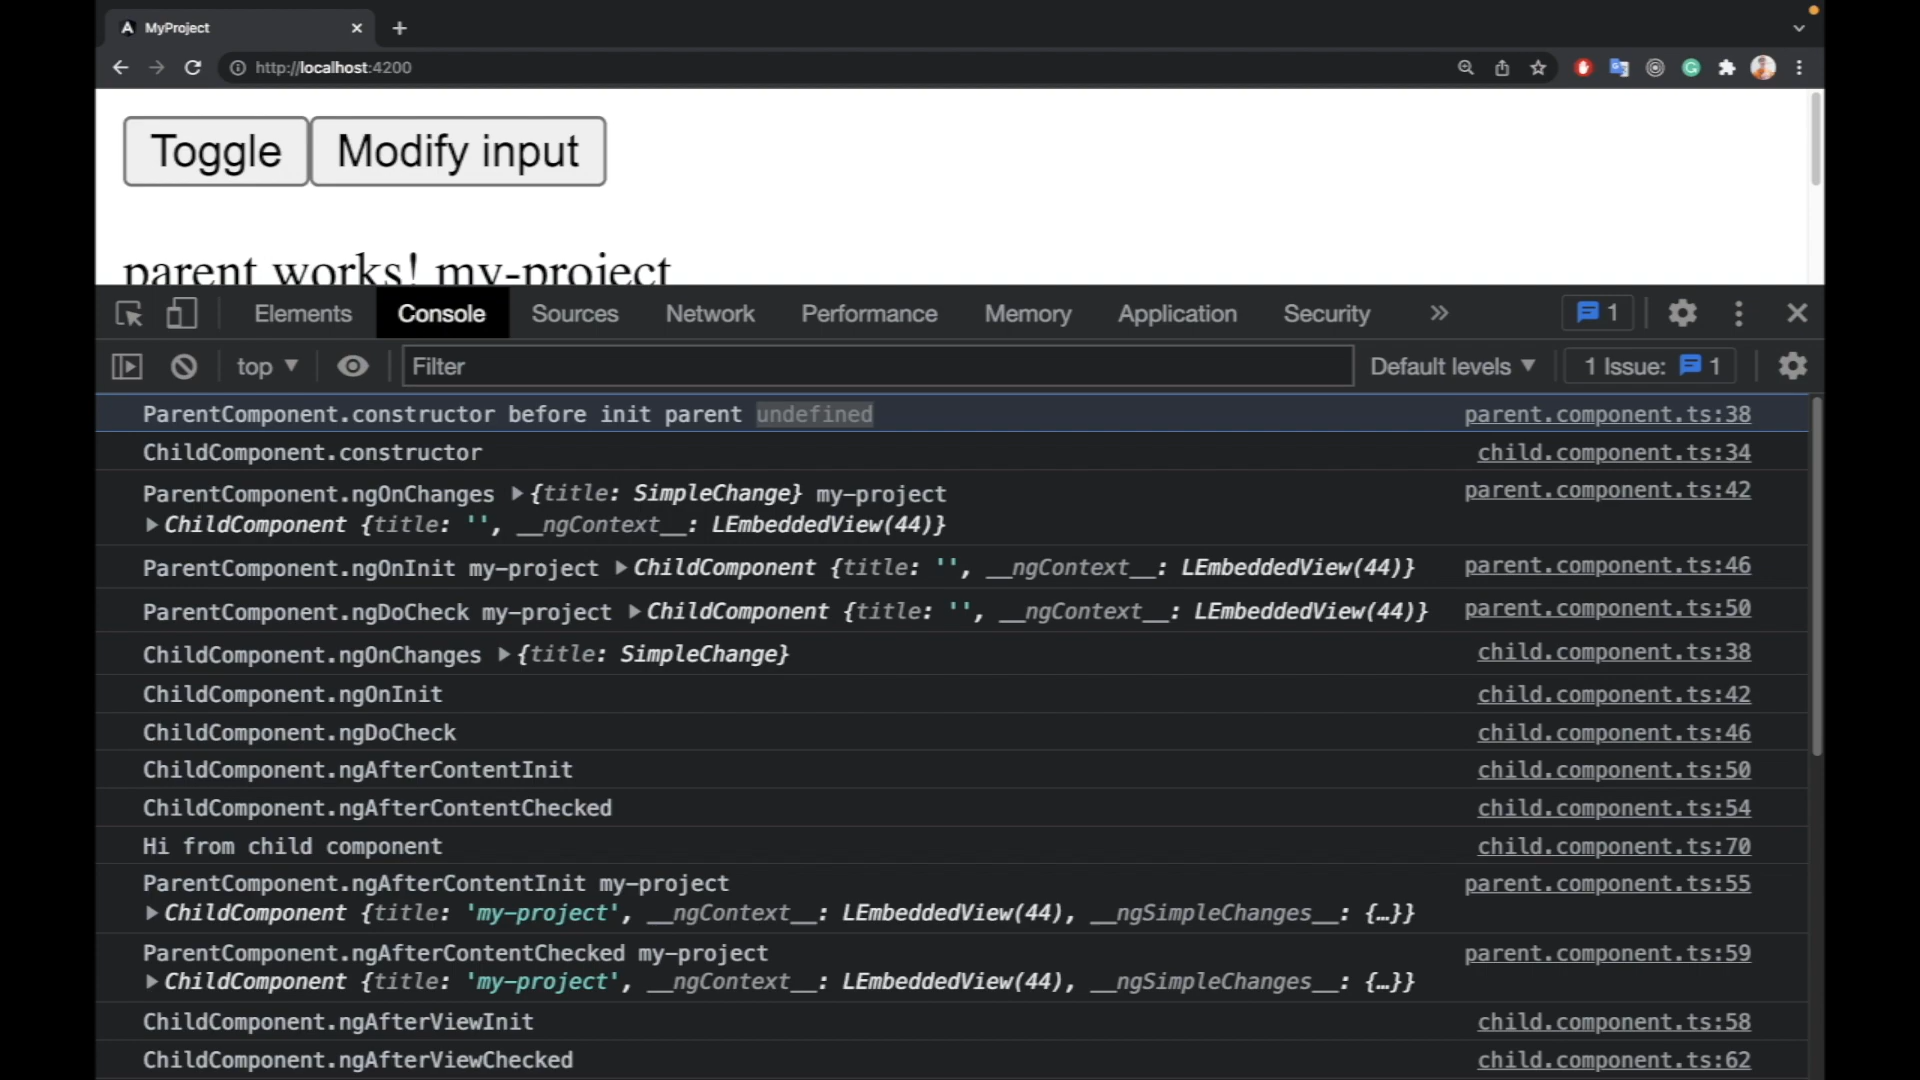 MyProject
http://localhost:4200
Toggle Modify input
parent works! my-project
Elements Console Sources Network Performance Memory Application Security 1
top Filter Default levels 1 Issue: 1
ParentComponent.constructor before init parent undefined parent.component.ts:38
ChildComponent.constructor child.component.ts:34
ParentComponent.ngOnChanges {title: SimpleChange} my-project parent.component.ts:42
ChildComponent {title: '', __ngContext__: LEmbeddedView(44)}
ParentComponent.ngOnInit my-project ChildComponent {title: '', __ngContext__: LEmbeddedView(44)} parent.component.ts:46
ParentComponent.ngDoCheck my-project ChildComponent {title: '', __ngContext__: LEmbeddedView(44)} parent.component.ts:50
ChildComponent.ngOnChanges {title: SimpleChange} child.component.ts:38
ChildComponent.ngOnInit child.component.ts:42
ChildComponent.ngDoCheck child.component.ts:46
ChildComponent.ngAfterContentInit child.component.ts:50
ChildComponent.ngAfterContentChecked child.component.ts:54
Hi from child component child.component.ts:70
ParentComponent.ngAfterContentInit my-project parent.component.ts:55
ChildComponent {title: 'my-project', __ngContext__: LEmbeddedView(44), __ngSimpleChanges__: {…}}
ParentComponent.ngAfterContentChecked my-project parent.component.ts:59
ChildComponent {title: 'my-project', __ngContext__: LEmbeddedView(44), __ngSimpleChanges__: {…}}
ChildComponent.ngAfterViewInit child.component.ts:58
ChildComponent.ngAfterViewChecked child.component.ts:62